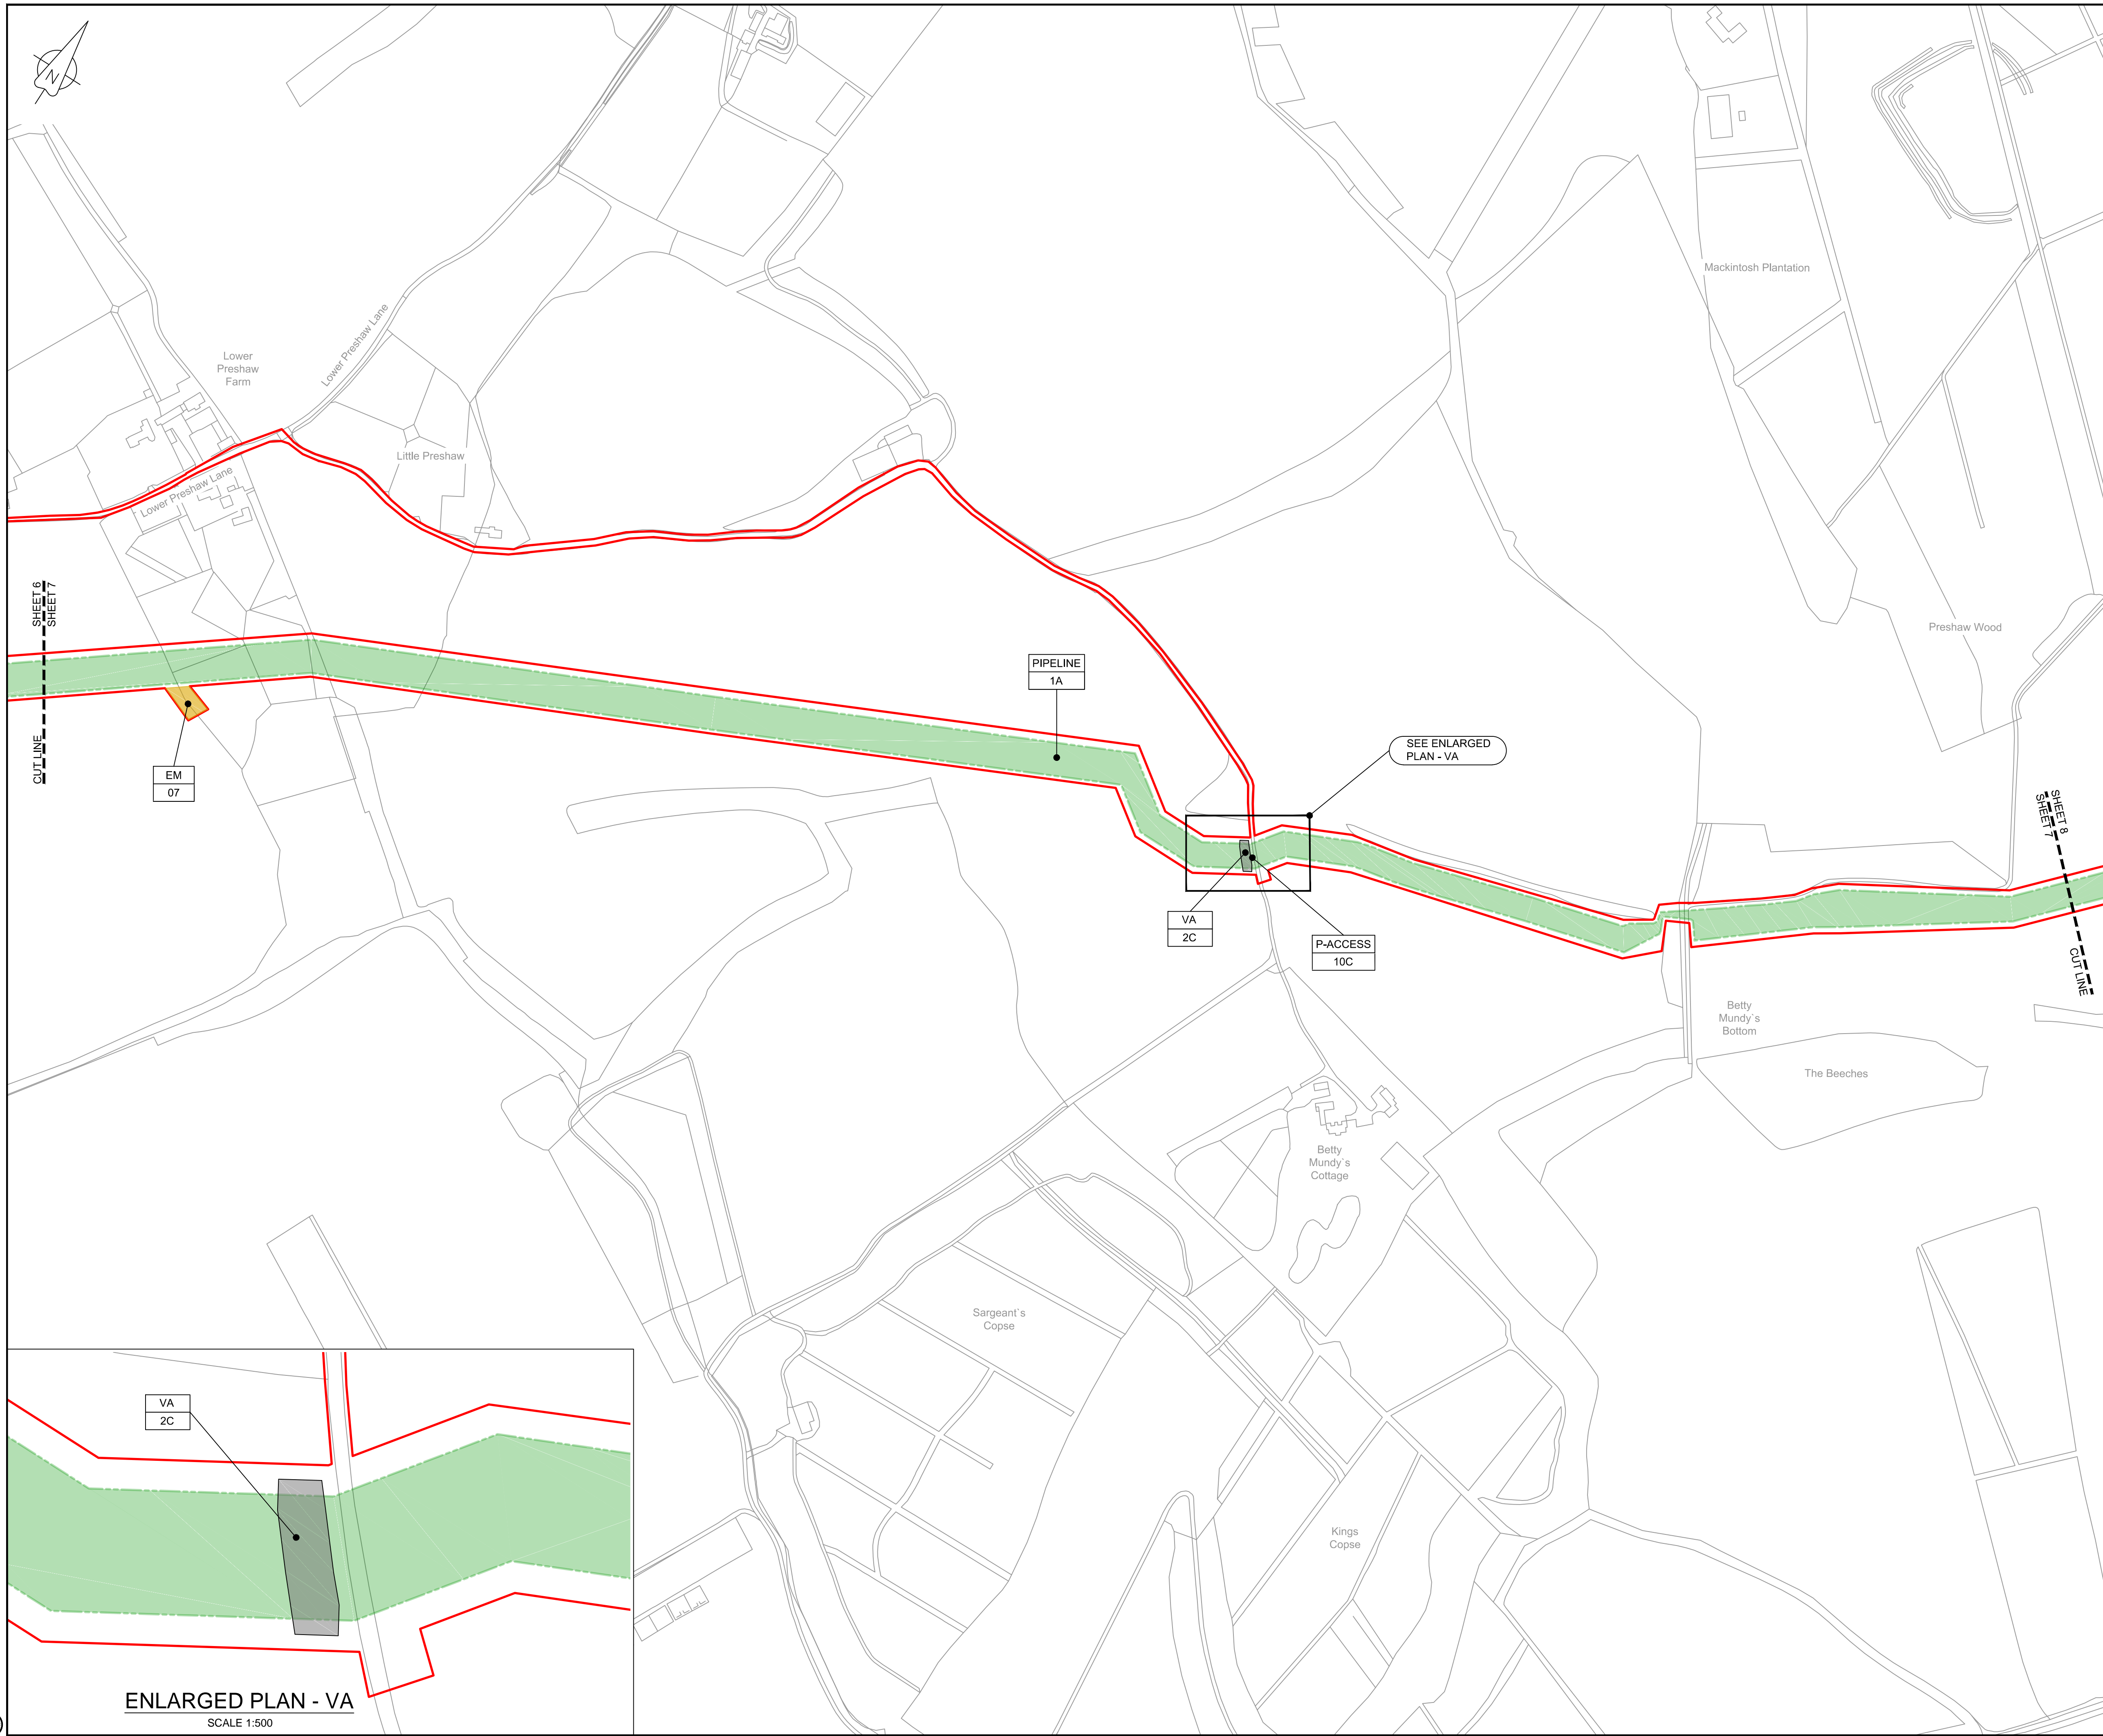 N
Lower
Preshaw
Farm
Lower Preshaw Lane
Lower Preshaw Lane
Little Preshaw
Mackintosh Plantation
Preshaw Wood
SHEET 6
SHEET 7
CUT LINE
EM
07
PIPELINE
1A
SEE ENLARGED
PLAN - VA
VA
2C
P-ACCESS
10C
SHEET 8
SHEET 7
CUT LINE
Betty
Mundy`s
Bottom
The Beeches
Betty
Mundy`s
Cottage
Sargeant`s
Copse
Kings
Copse
VA
2C
ENLARGED PLAN - VA
SCALE 1:500